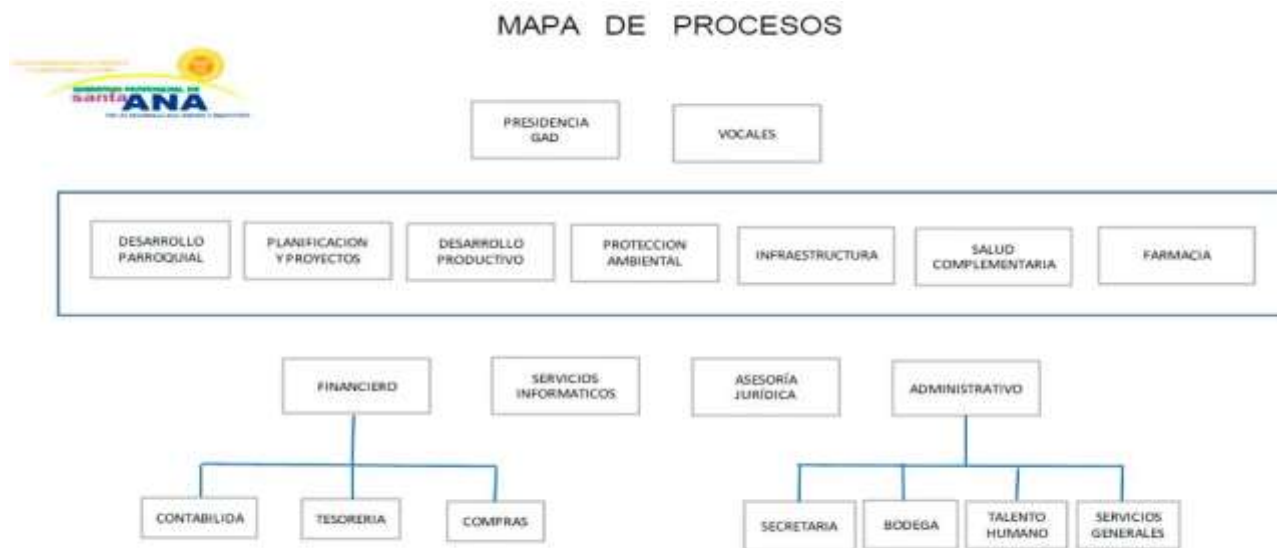 MAPA DE PROCESOS
santa ANA
PRESIDENCIA
GAD
VOCALES
DESARROLLO
PARROQUIAL
PLANIFICACION
Y PROYECTOS
DESARROLLO
PRODUCTIVO
PROTECCION
AMBIENTAL
INFRAESTRUCTURA
SALUD
COMPLEMENTARIA
FARMACIA
FINANCIERO
SERVICIOS
INFORMATICOS
ASESORÍA
JURÍDICA
ADMINISTRATIVO
CONTABILIDA
TESORERIA
COMPRAS
SECRETARIA
BODEGA
TALENTO
HUMANO
SERVICIOS
GENERALES